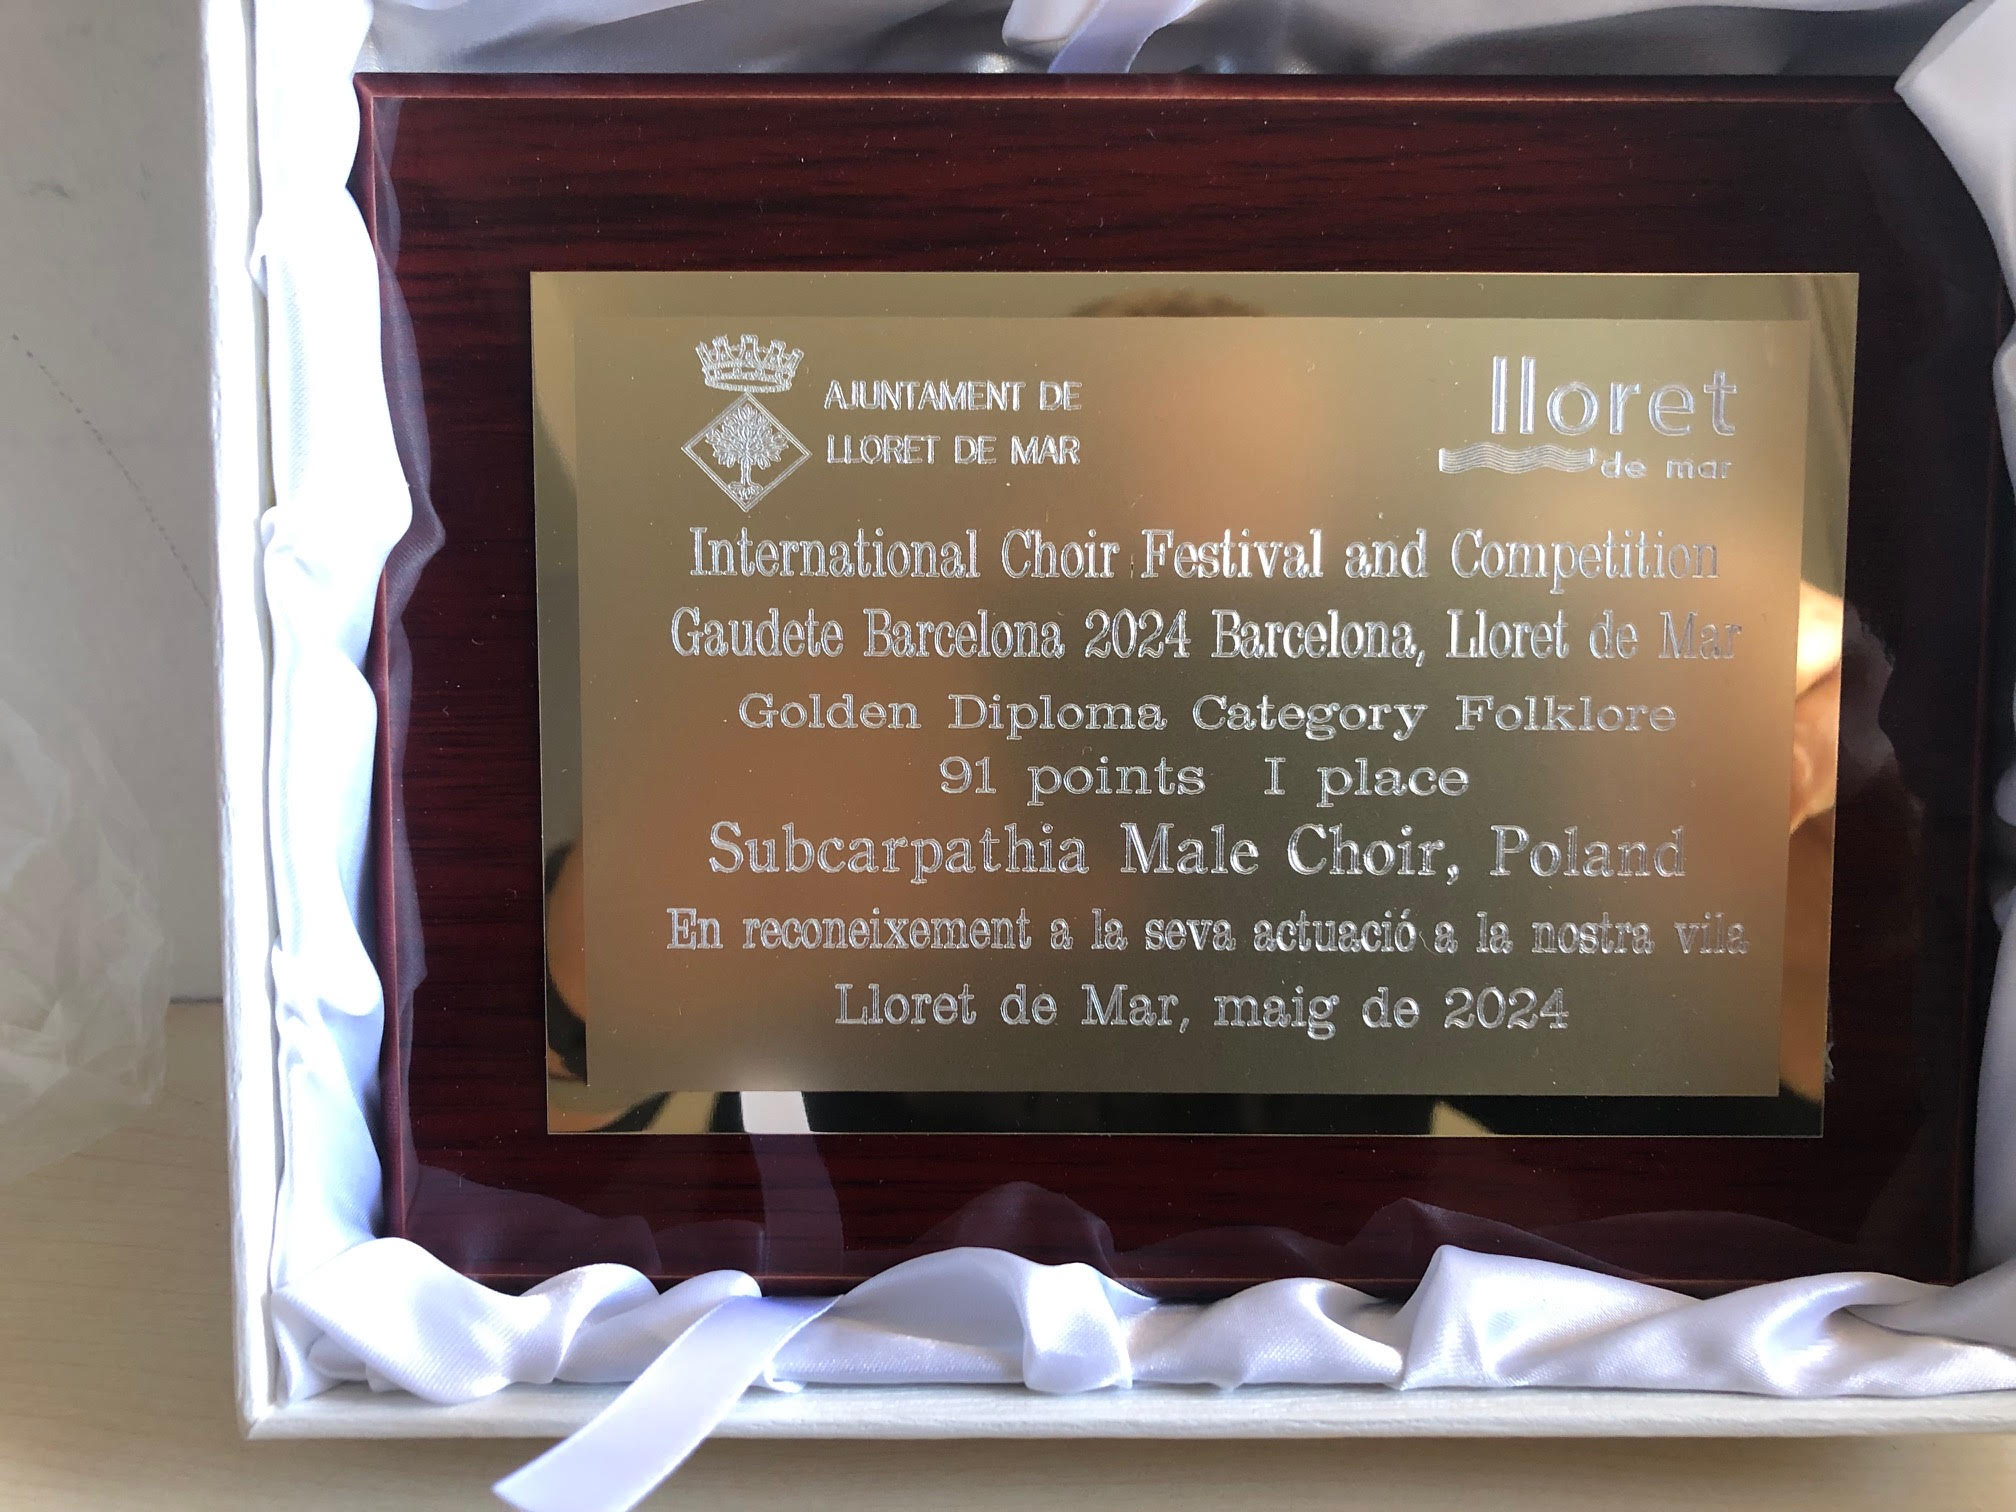 AJUNTAMENT DE
LLORET DE MAR
lloret
de mar
International Choir Festival and Competition
Gaudete Barcelona 2024 Barcelona, Lloret de Mar
Golden Diploma Category Folklore
91 points I place
Subcarpathia Male Choir, Poland
En reconeixement a la seva actuació a la nostra vila
Lloret de Mar, maig de 2024